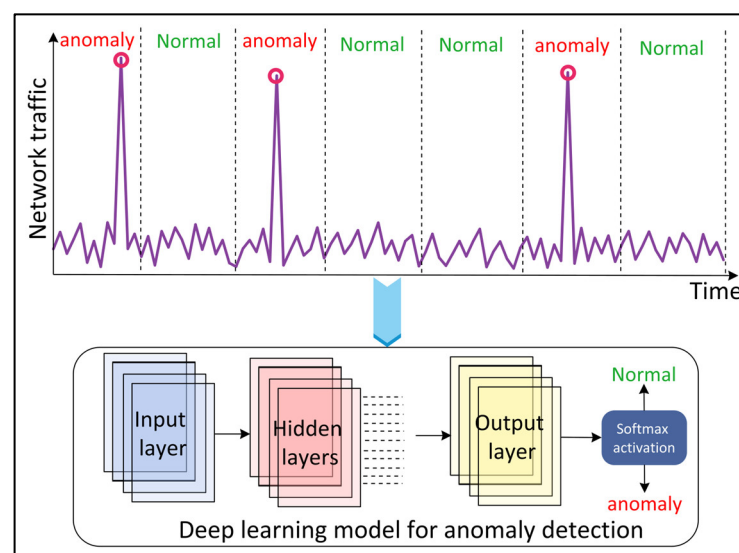 anomaly Normal anomaly Normal Normal anomaly Normal
Network traffic
Time
Input
layer
Hidden
layers
Output
layer
Normal
Softmax
activation
anomaly
Deep learning model for anomaly detection